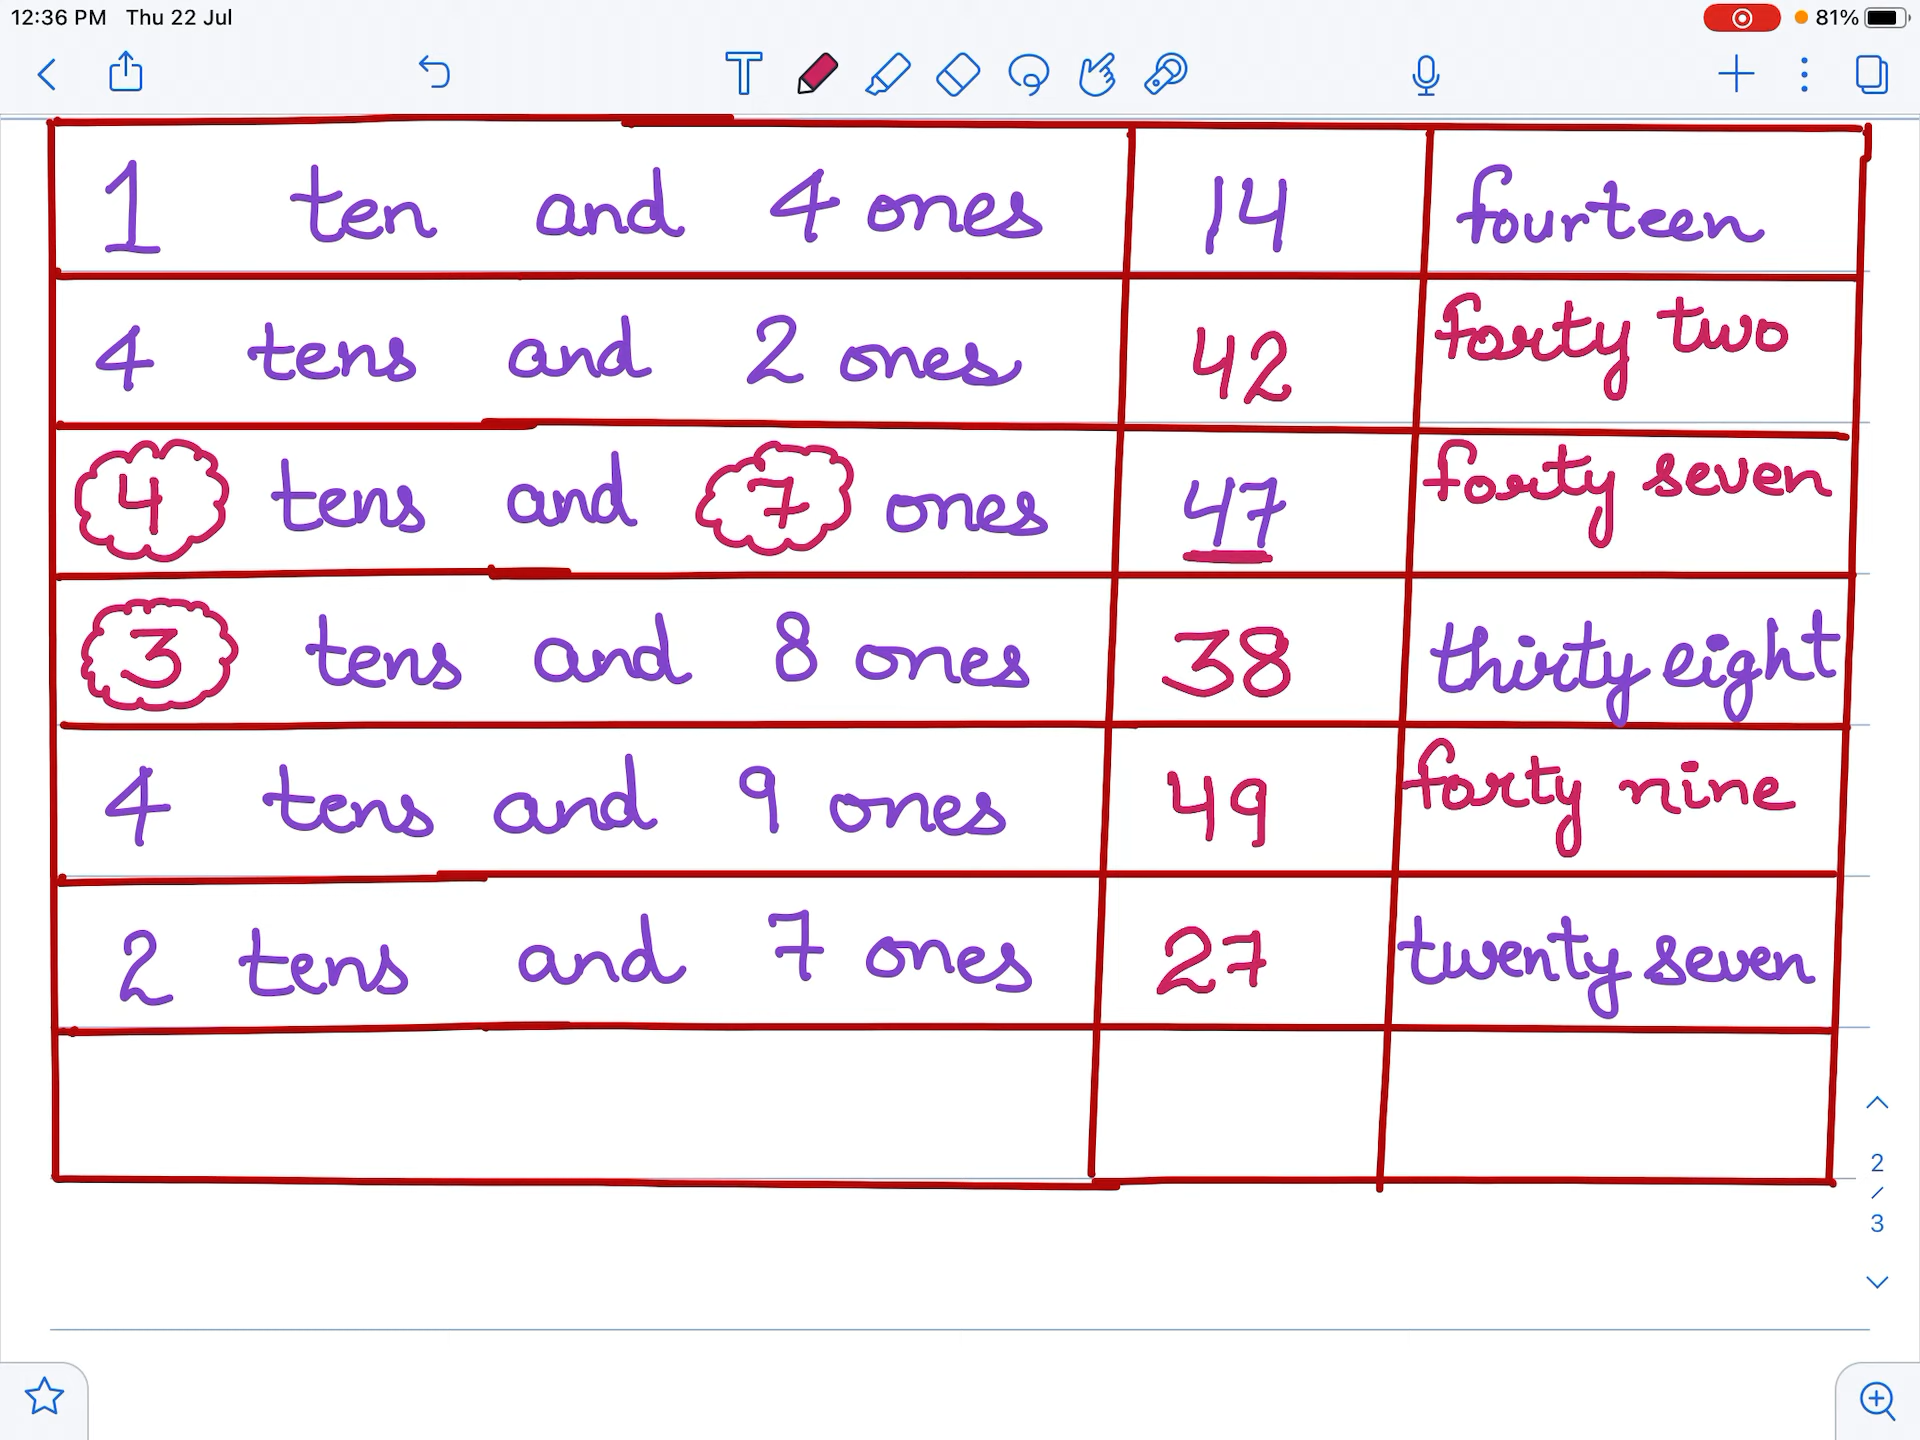 12:36 PM Thu 22 Jul 81%
T
1 ten and 4 ones 14 fourteen
4 tens and 2 ones 42 forty two
4 tens and 7 ones 47 forty seven
3 tens and 8 ones 38 thirty eight
4 tens and 9 ones 49 forty nine
2 tens and 7 ones 27 twenty seven
2
/
3